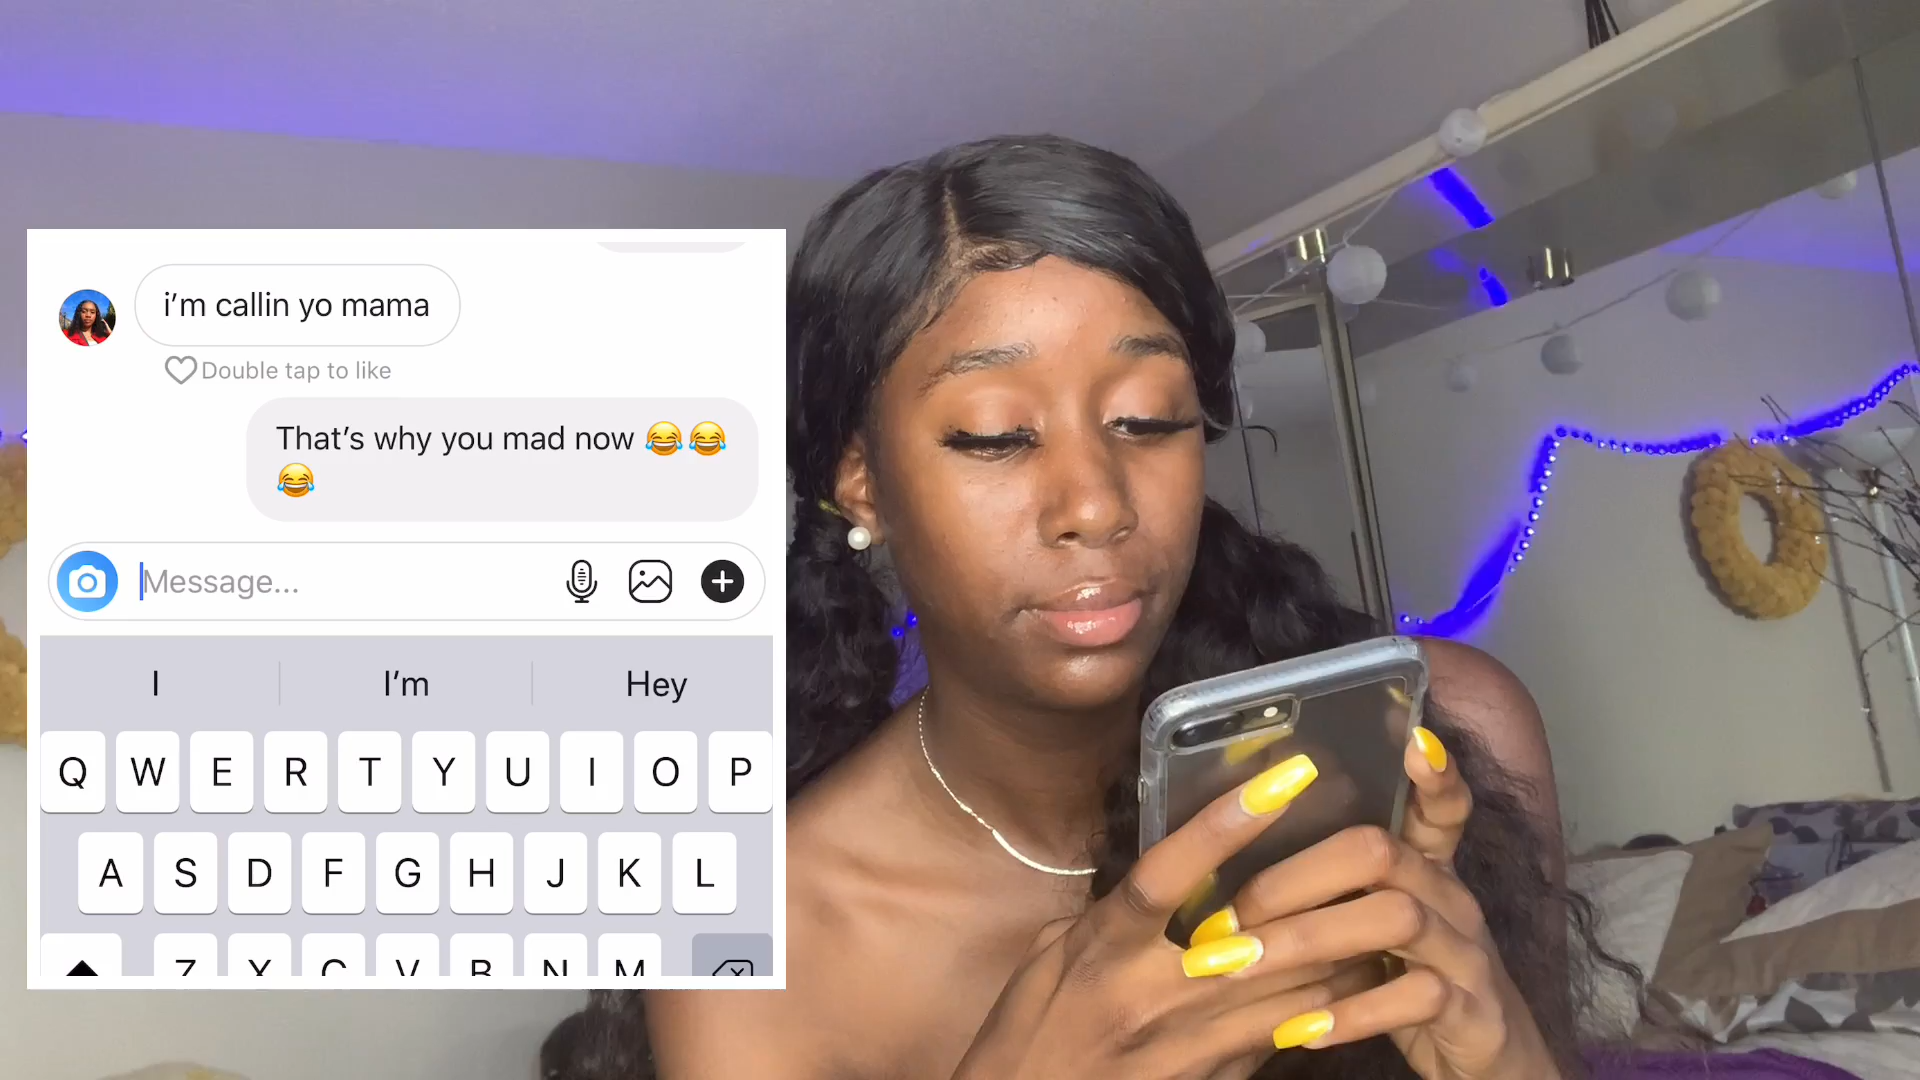 i’m callin yo mama
Double tap to like
That’s why you mad now 😂😂
😂
Message...
I I’m Hey
Q W E R T Y U I O P
A S D F G H J K L
Z X C V B N M